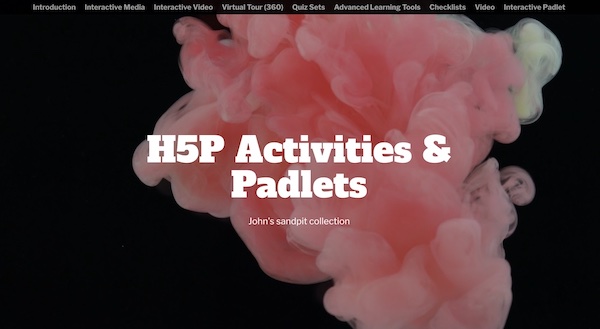 Introduction Interactive Media Interactive Video Virtual Tour (360) Quiz Sets Advanced Learning Tools Checklists Video Interactive Padlet
H5P Activities &
Padlets
John's sandpit collection